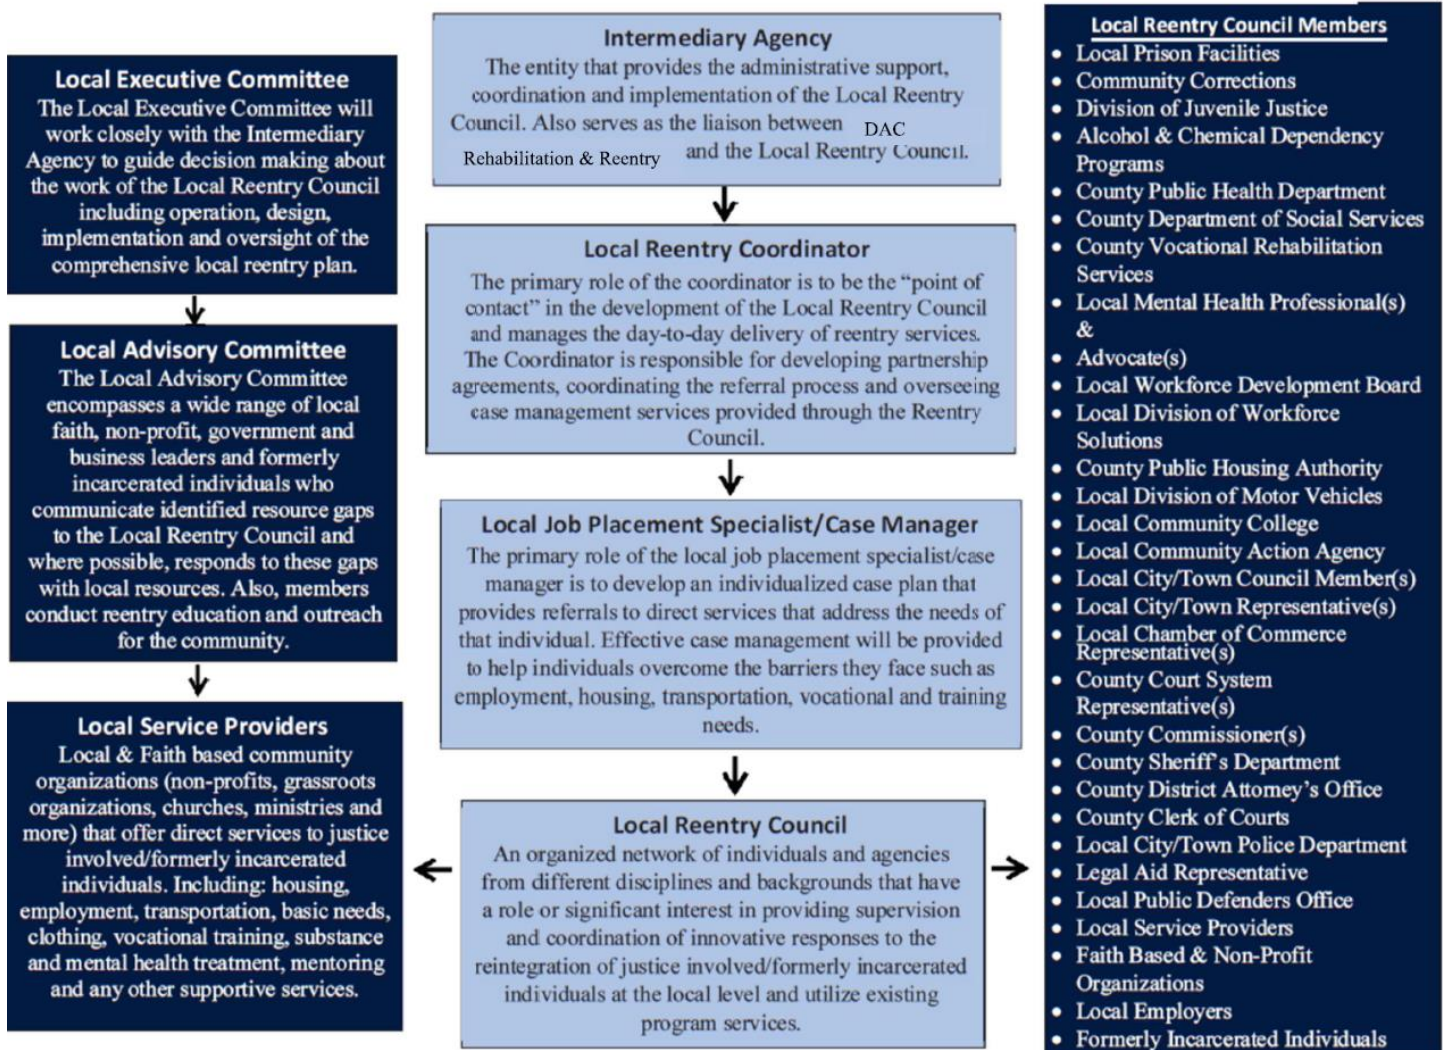 Local Executive Committee
The Local Executive Committee will
work closely with the Intermediary
Agency to guide decision making about
the work of the Local Reentry Council
including operation, design,
implementation and oversight of the
comprehensive local reentry plan.
Local Advisory Committee
The Local Advisory Committee
encompasses a wide range of local
faith, non-profit, government and
business leaders and formerly
incarcerated individuals who
communicate identified resource gaps
to the Local Reentry Council and
where possible, responds to these gaps
with local resources. Also, members
conduct reentry education and outreach
for the community.
Local Service Providers
Local & Faith based community
organizations (non-profits, grassroots
organizations, churches, ministries and
more) that offer direct services to justice
involved/formerly incarcerated
individuals. Including: housing,
employment, transportation, basic needs,
clothing, vocational training, substance
and mental health treatment, mentoring
and any other supportive services.
Intermediary Agency
The entity that provides the administrative support,
coordination and implementation of the Local Reentry
Council. Also serves as the liaison between DAC
Rehabilitation & Reentry and the Local Reentry Council.
Local Reentry Coordinator
The primary role of the coordinator is to be the “point of
contact” in the development of the Local Reentry Council
and manages the day-to-day delivery of reentry services.
The Coordinator is responsible for developing partnership
agreements, coordinating the referral process and overseeing
case management services provided through the Reentry
Council.
Local Job Placement Specialist/Case Manager
The primary role of the local job placement specialist/case
manager is to develop an individualized case plan that
provides referrals to direct services that address the needs of
that individual. Effective case management will be provided
to help individuals overcome the barriers they face such as
employment, housing, transportation, vocational and training
needs.
Local Reentry Council
An organized network of individuals and agencies
from different disciplines and backgrounds that have
a role or significant interest in providing supervision
and coordination of innovative responses to the
reintegration of justice involved/formerly incarcerated
individuals at the local level and utilize existing
program services.
Local Reentry Council Members
• Local Prison Facilities
• Community Corrections
• Division of Juvenile Justice
• Alcohol & Chemical Dependency
Programs
• County Public Health Department
• County Department of Social Services
• County Vocational Rehabilitation
Services
• Local Mental Health Professional(s)
&
• Advocate(s)
• Local Workforce Development Board
• Local Division of Workforce
Solutions
• County Public Housing Authority
• Local Division of Motor Vehicles
• Local Community College
• Local Community Action Agency
• Local City/Town Council Member(s)
• Local City/Town Representative(s)
• Local Chamber of Commerce
Representative(s)
• County Court System
Representative(s)
• County Commissioner(s)
• County Sheriff’s Department
• County District Attorney’s Office
• County Clerk of Courts
• Local City/Town Police Department
• Legal Aid Representative
• Local Public Defenders Office
• Local Service Providers
• Faith Based & Non-Profit
Organizations
• Local Employers
• Formerly Incarcerated Individuals